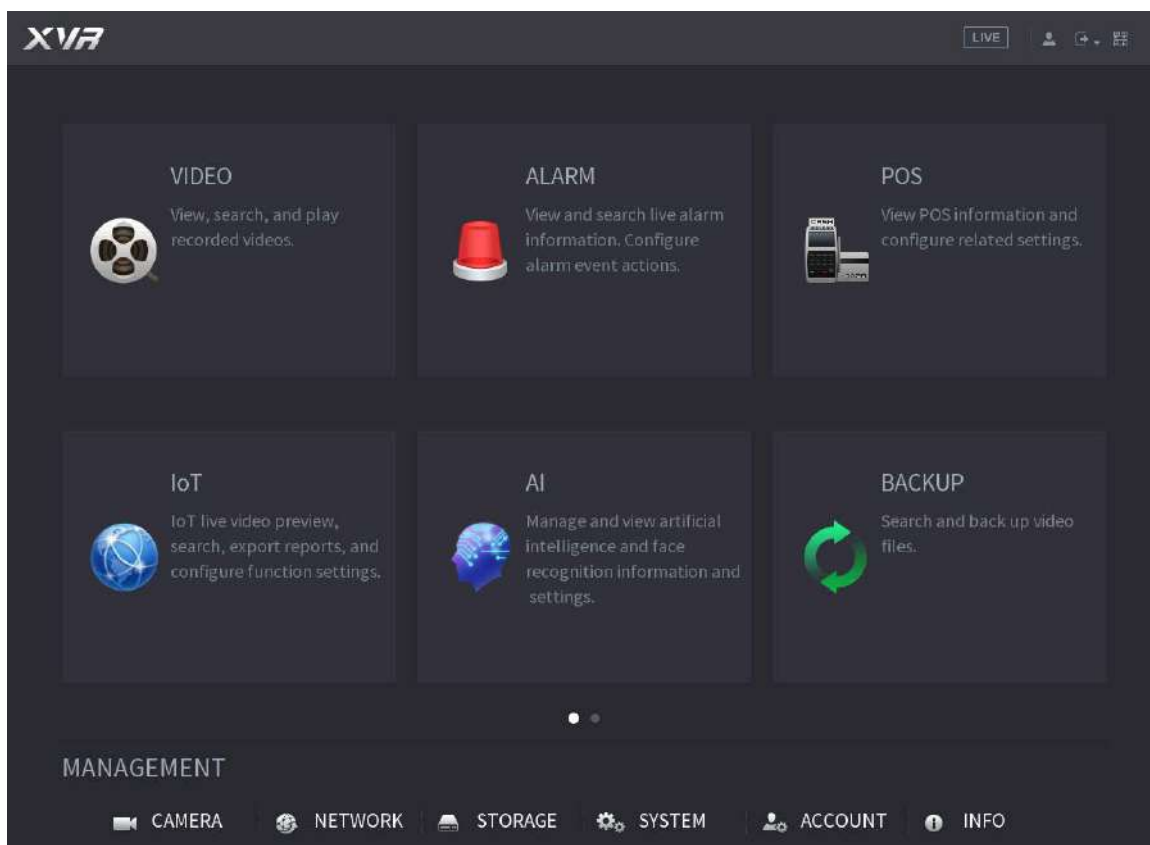 XVR
LIVE
VIDEO
View, search, and play
recorded videos.
ALARM
View and search live alarm
information. Configure
alarm event actions.
POS
View POS information and
configure related settings.
IoT
IoT live video preview,
search, export reports, and
configure function settings.
AI
Manage and view artificial
intelligence and face
recognition information and
settings.
BACKUP
Search and back up video
files.
MANAGEMENT
CAMERA NETWORK STORAGE SYSTEM ACCOUNT INFO